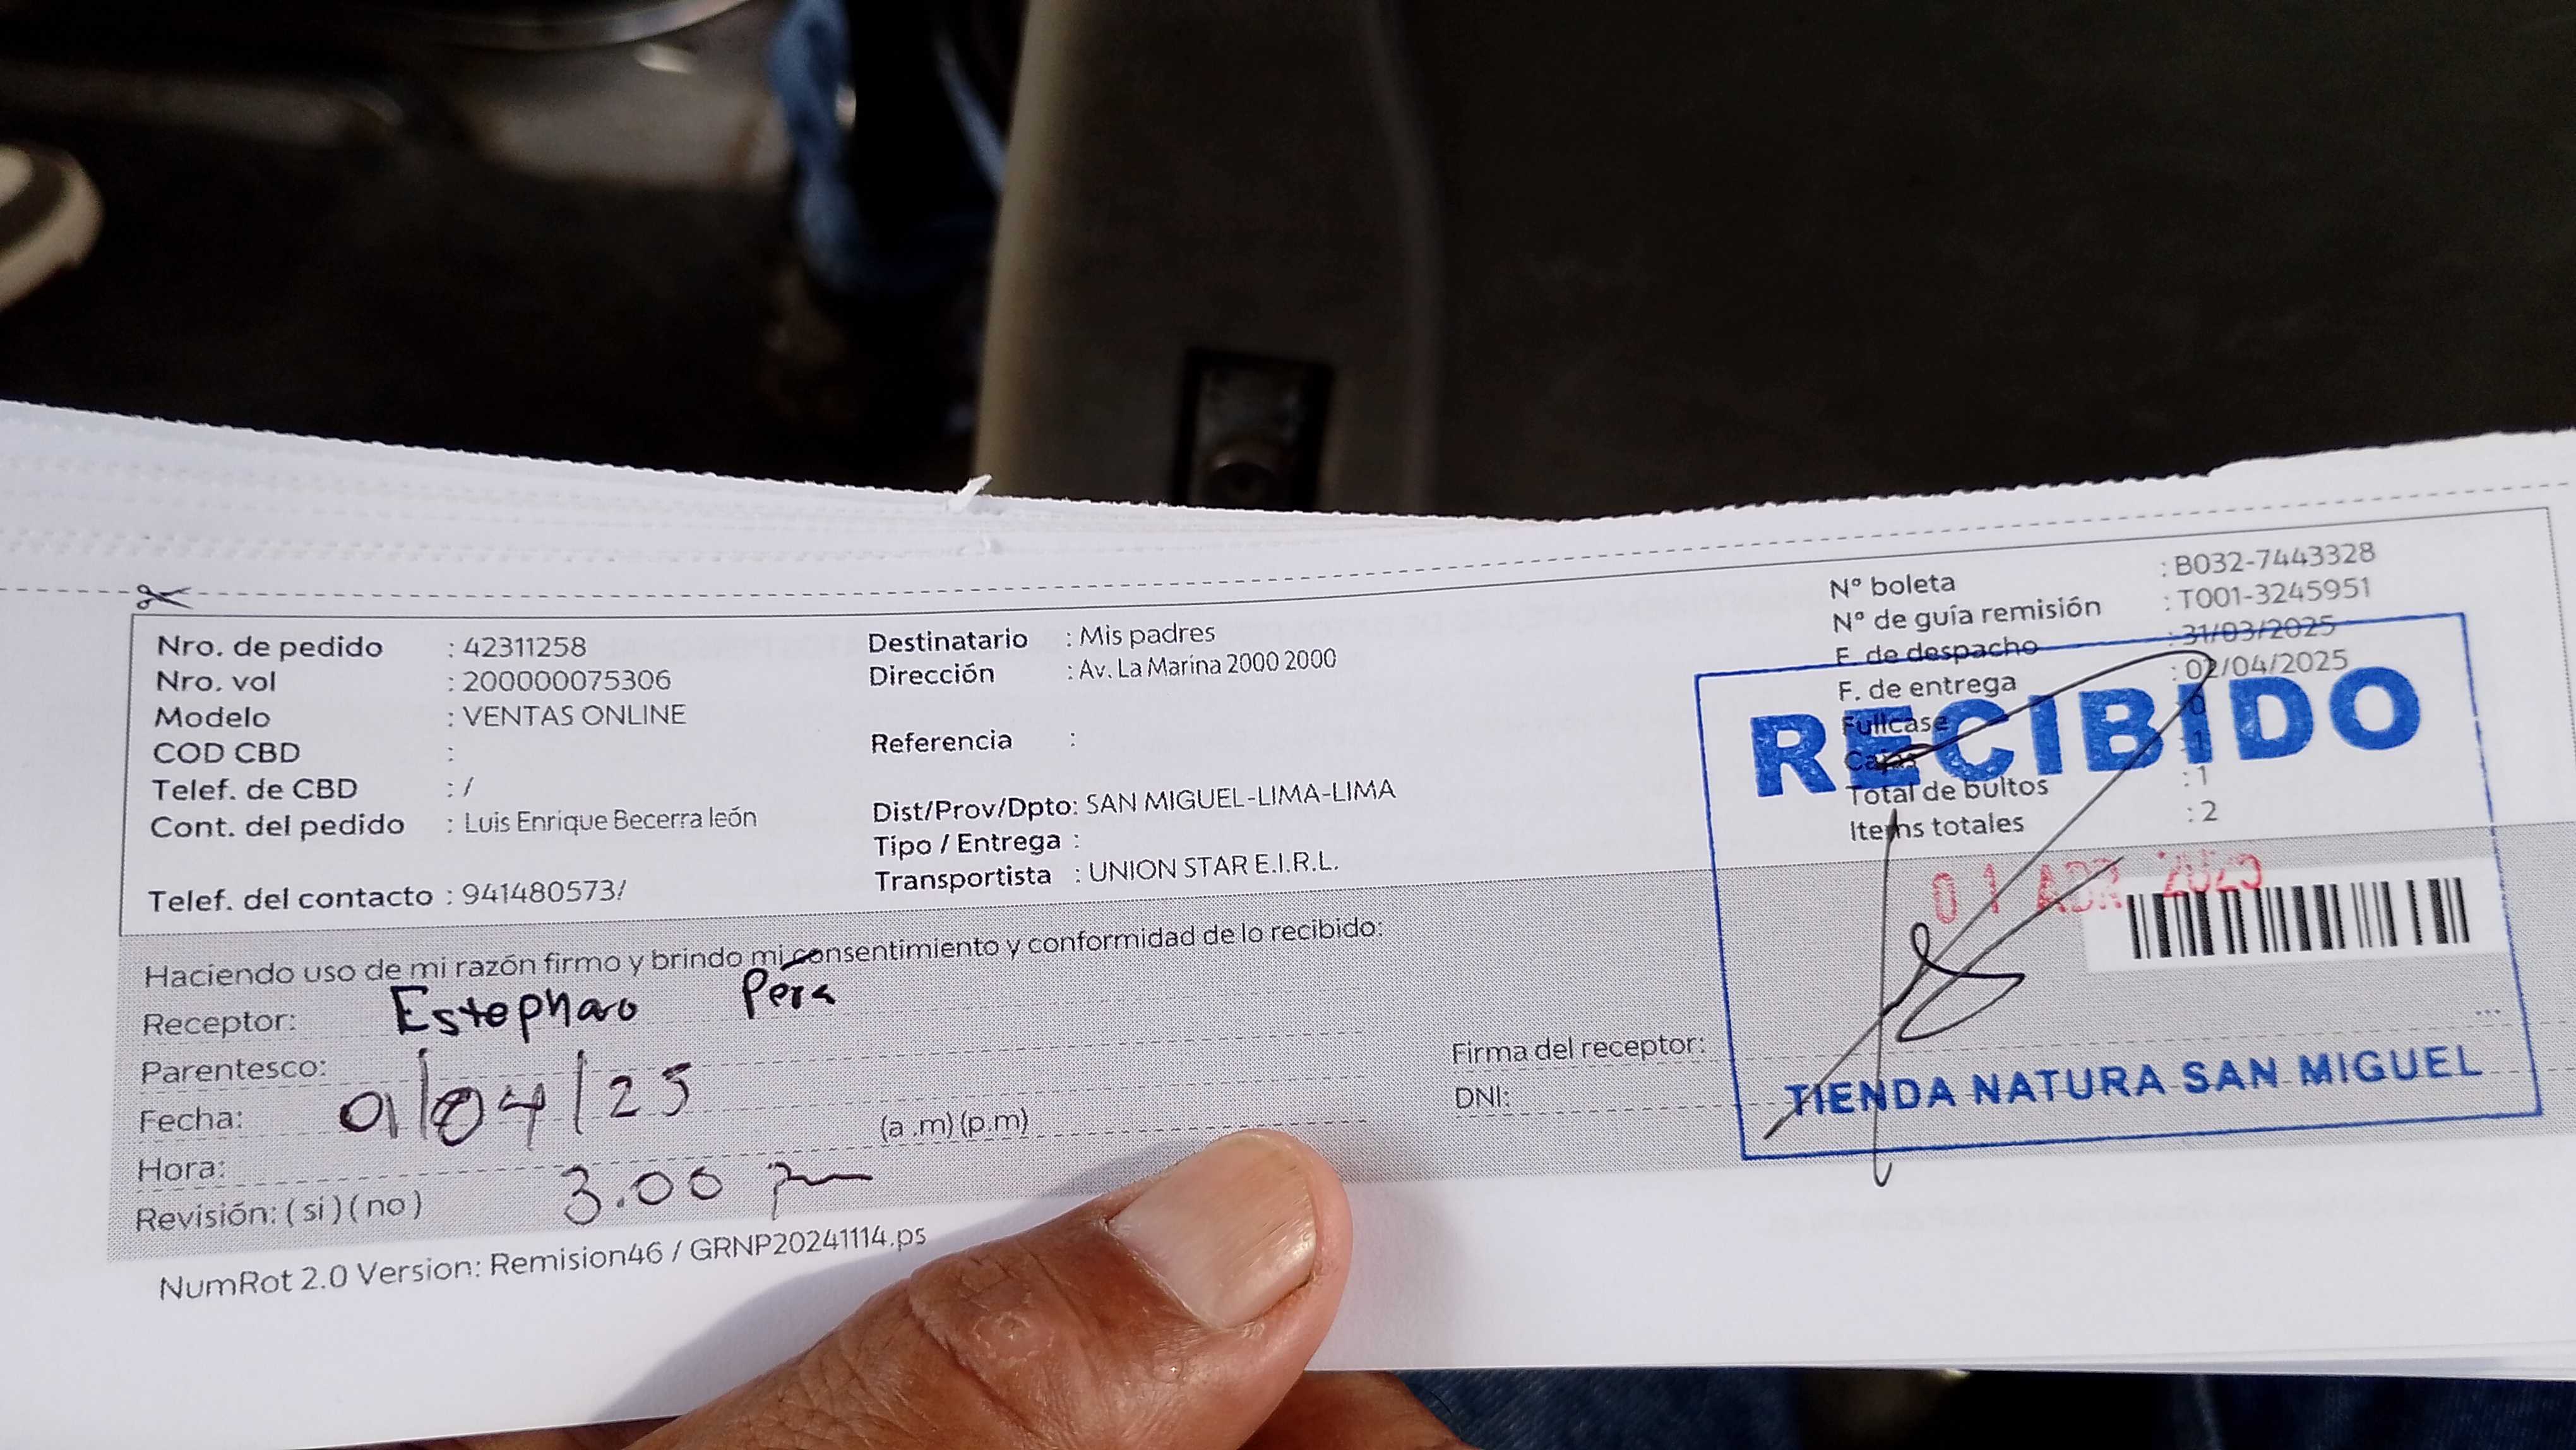 Nro. de pedido : 42311258
Nro. vol : 200000075306
Modelo : VENTAS ONLINE
COD CBD :
Telef. de CBD : /
Cont. del pedido : Luis Enrique Becerra león
Telef. del contacto : 941480573/
Destinatario : Mis padres
Dirección : Av. La Marina 2000 2000
Referencia :
Dist/Prov/Dpto: SAN MIGUEL-LIMA-LIMA
Tipo / Entrega :
Transportista : UNION STAR E.I.R.L.
N° boleta : B032-7443328
N° de guía remisión : T001-3245951
F. de despacho : 31/03/2025
F. de entrega : 02/04/2025
Fullcase : 0
Cajas : 1
Total de bultos : 1
Items totales : 2
RECIBIDO
01 ABR 2025
TIENDA NATURA SAN MIGUEL
Haciendo uso de mi razón firmo y brindo mi consentimiento y conformidad de lo recibido:
Receptor: Estephano
Parentesco:
Fecha: 01/04/25
Hora: 3.00 pm (a .m) (p.m)
Revisión: ( si ) ( no )
Firma del receptor:
DNI:
NumRot 2.0 Version: Remision46 / GRNP20241114.ps